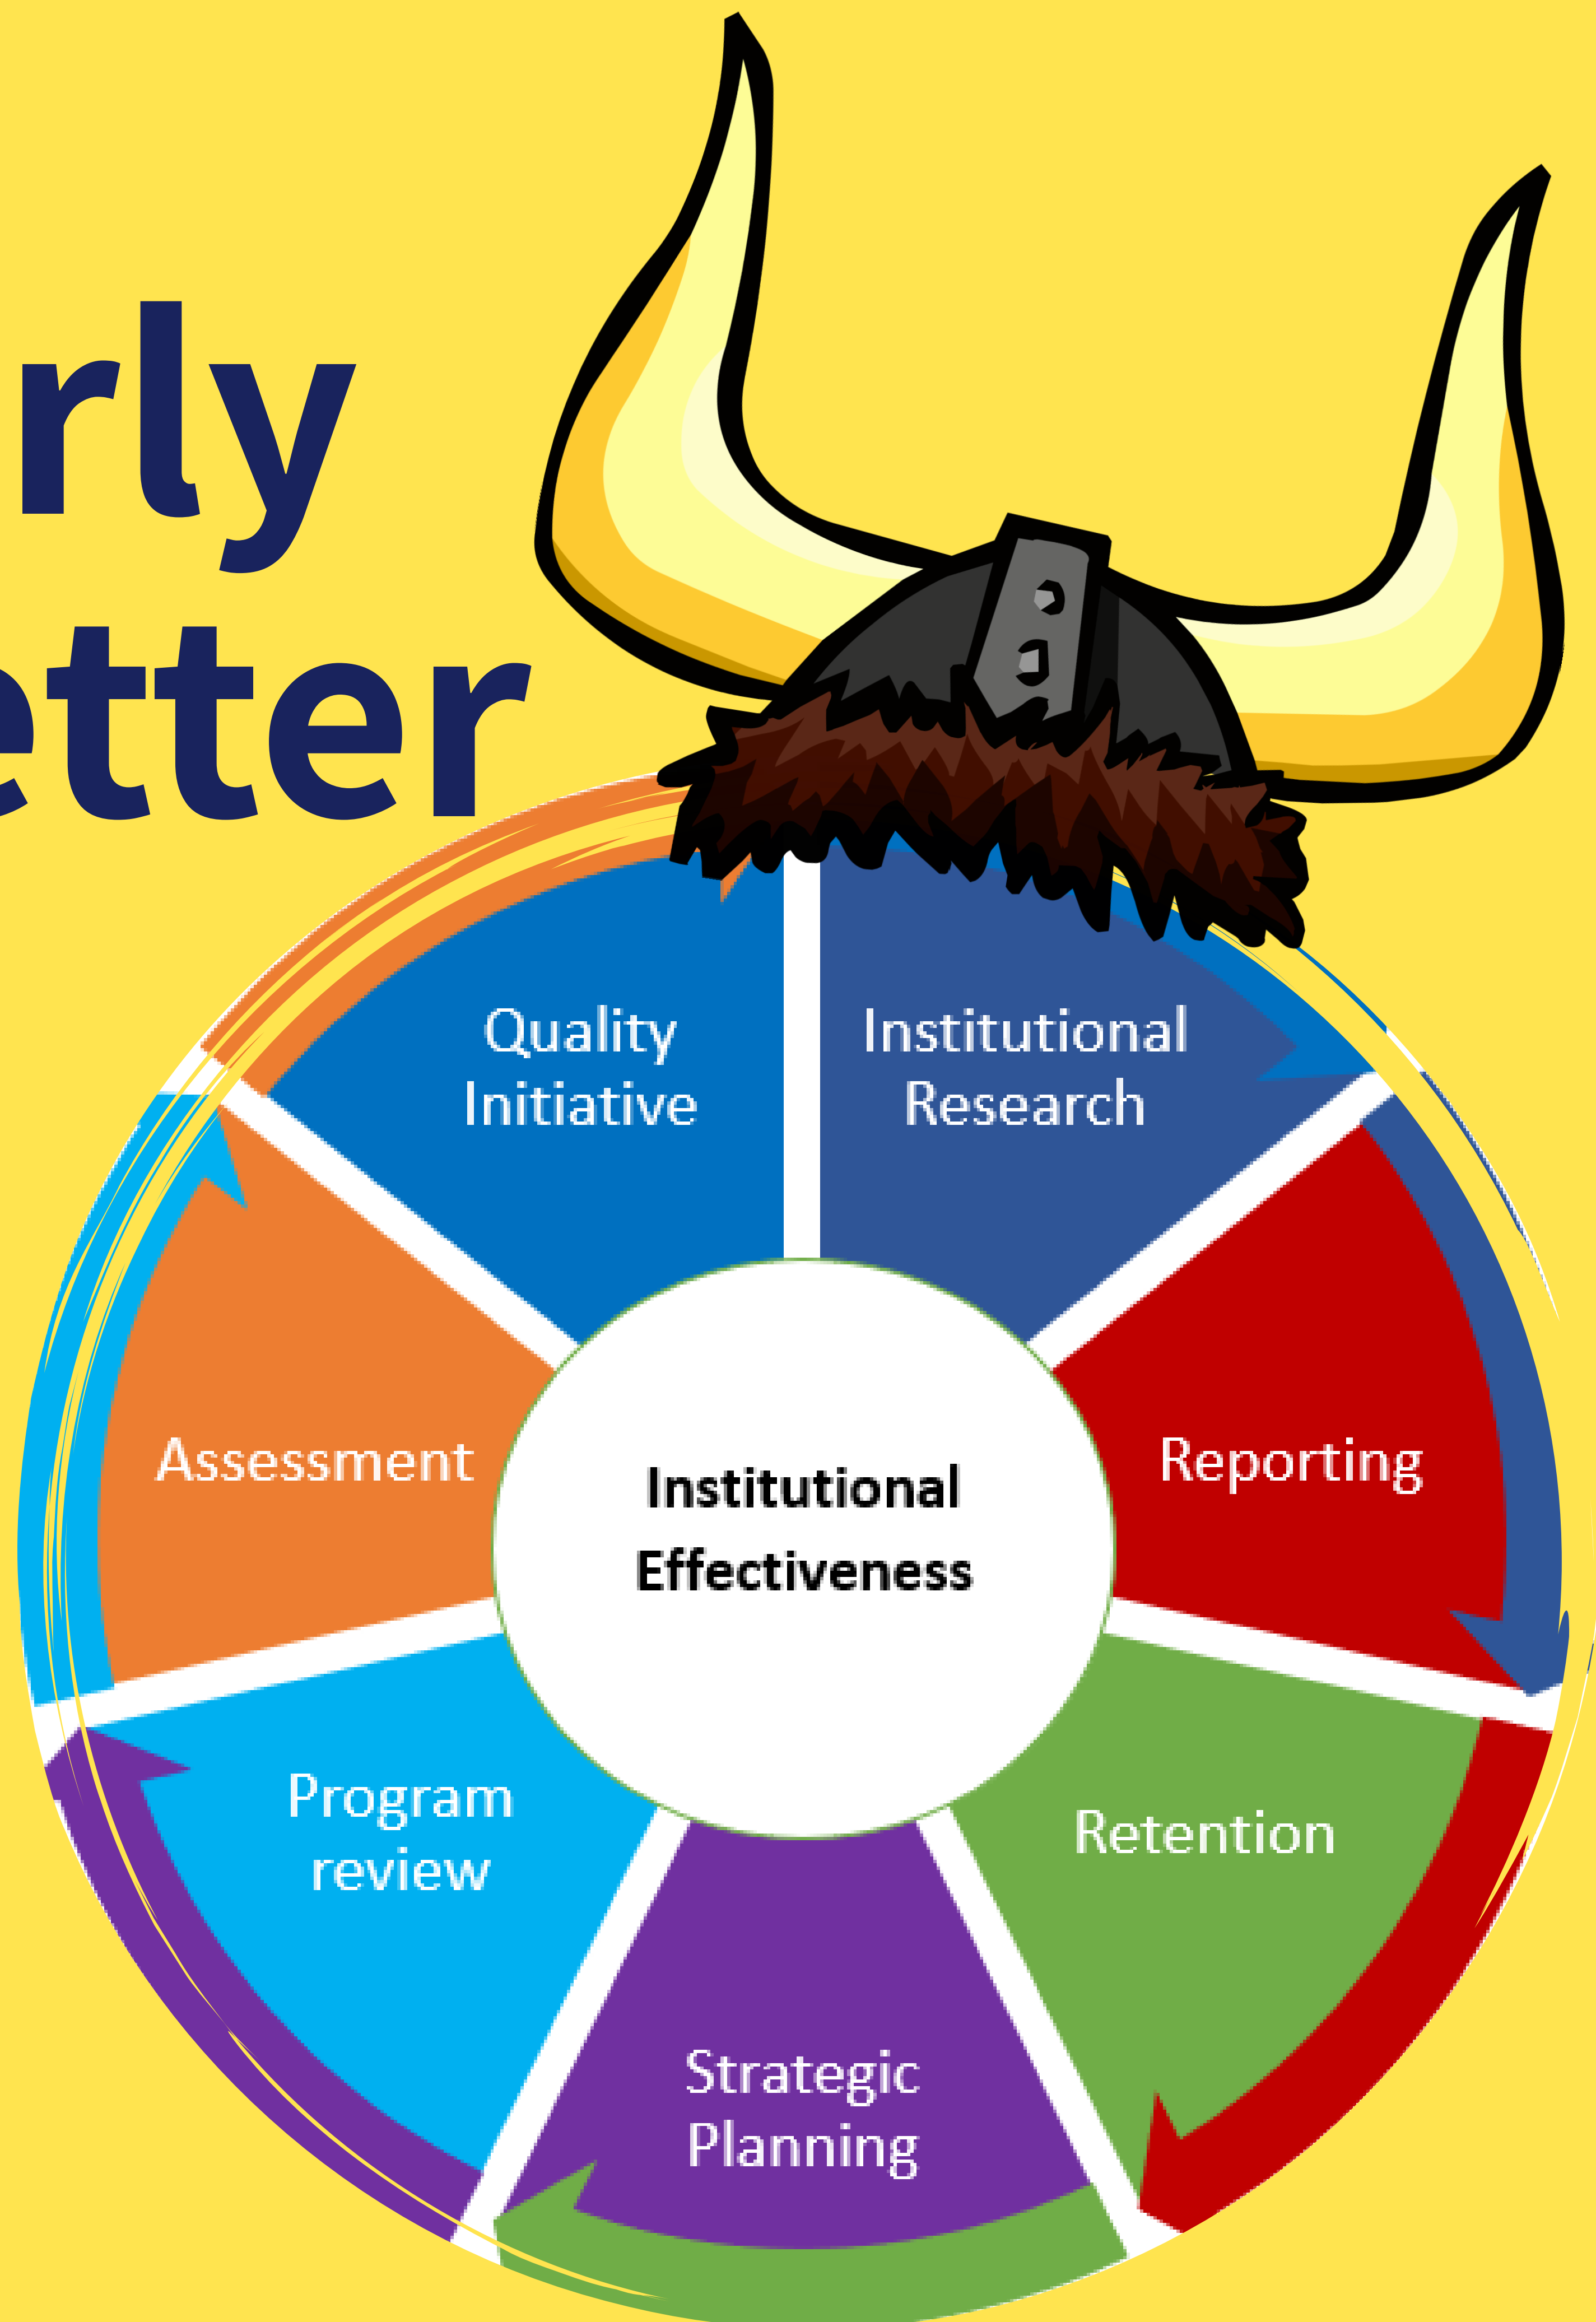 rly
etter
Quality
Initiative
Institutional
Research
Assessment
Reporting
Institutional
Effectiveness
Program
review
Retention
Strategic
Planning